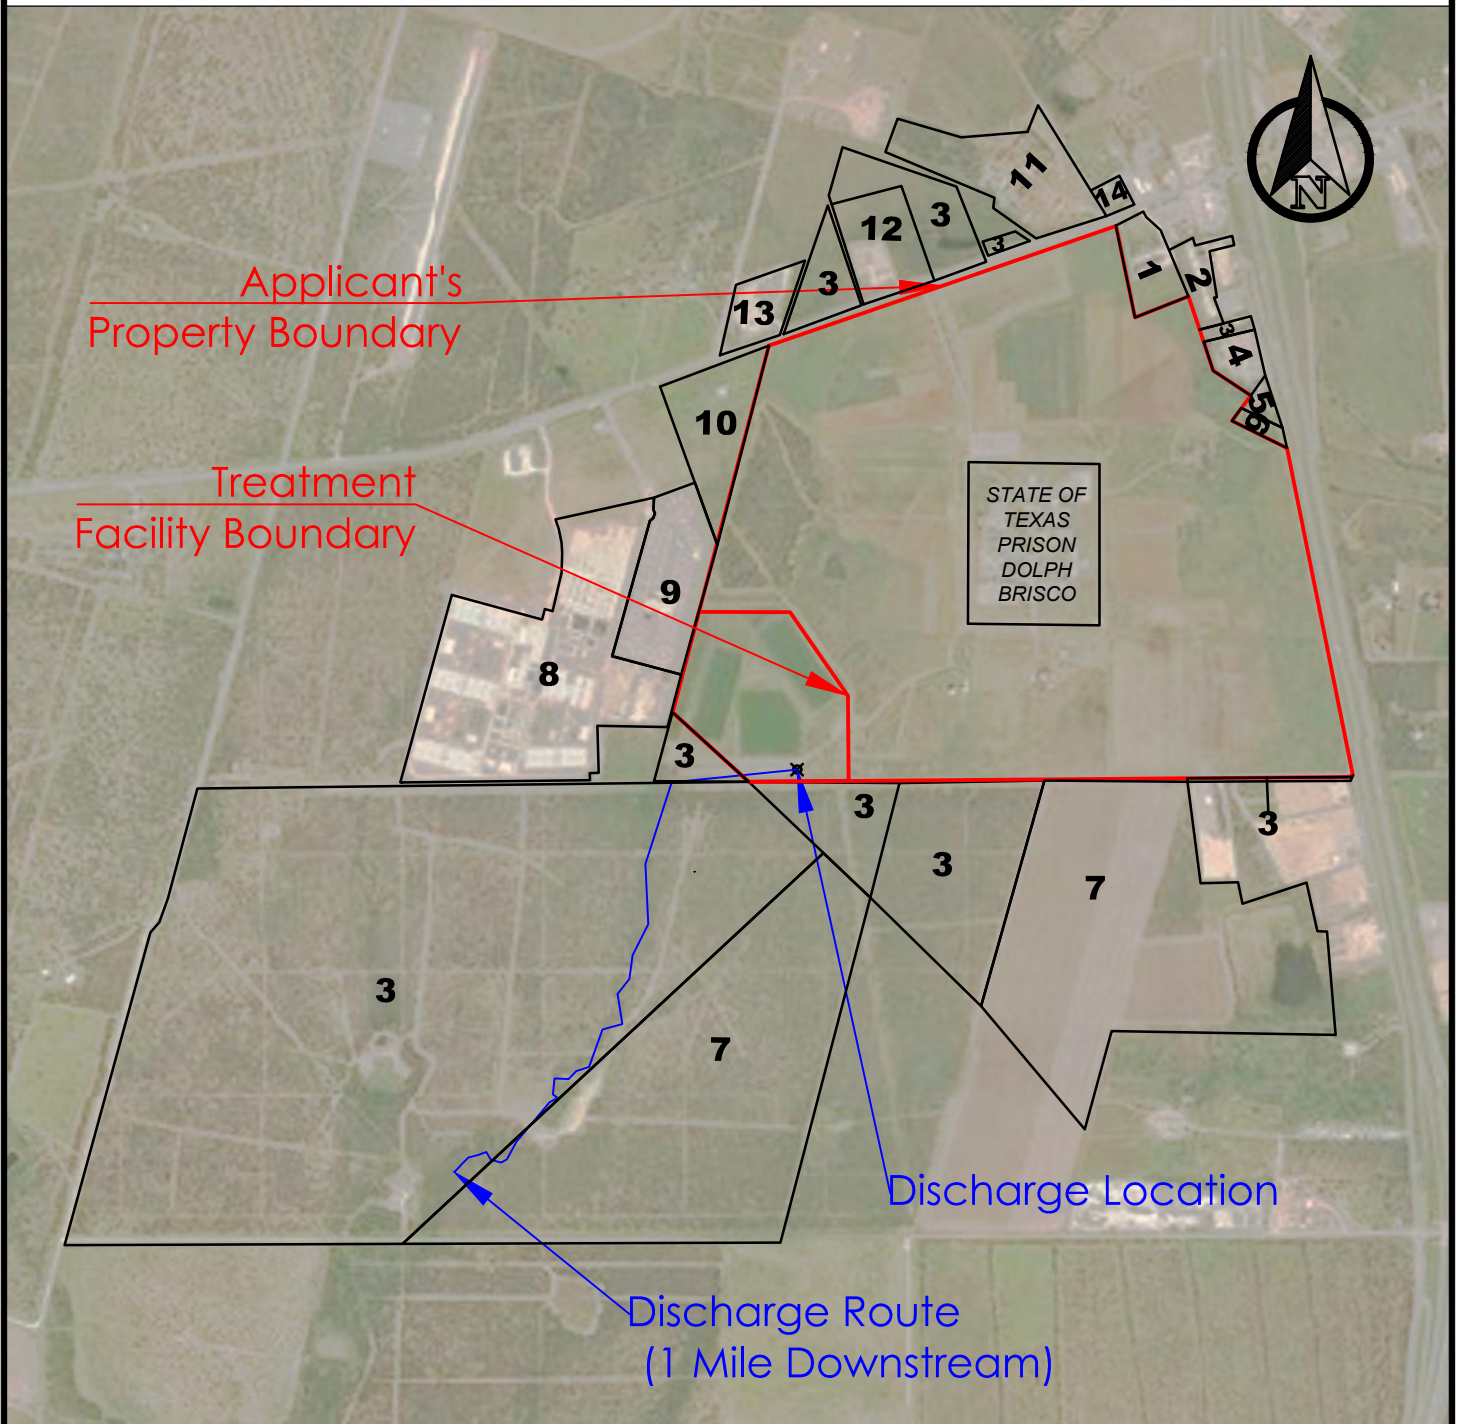 N
11
14
3
12
3
1
2
3
3
13
4
5
6
10
Applicant's
Property Boundary
Treatment
Facility Boundary
STATE OF
TEXAS
PRISON
DOLPH
BRISCO
9
8
3
3
3
3
7
3
7
Discharge Location
Discharge Route
(1 Mile Downstream)